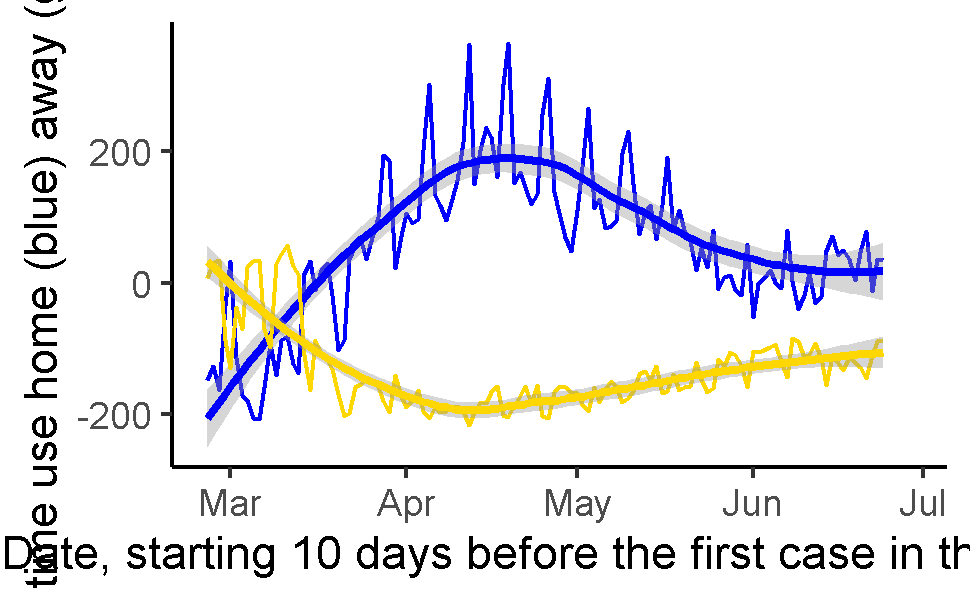 time use home (blue) away (
200
0
-200
Mar Apr May Jun Jul
Date, starting 10 days before the first case in th